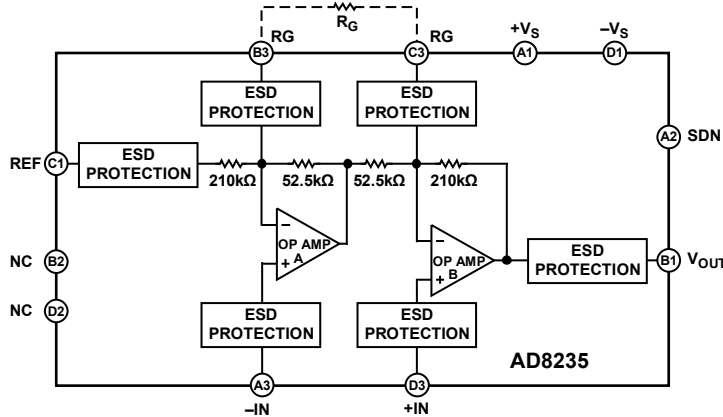 R_G
RG
RG
+V_S
–V_S
B3
C3
A1
D1
ESD
PROTECTION
ESD
PROTECTION
A2
SDN
REF
C1
ESD
PROTECTION
210kΩ
52.5kΩ
52.5kΩ
210kΩ
–
+
OP AMP
A
–
+
OP AMP
B
NC
B2
ESD
PROTECTION
B1
V_OUT
NC
D2
ESD
PROTECTION
ESD
PROTECTION
AD8235
A3
D3
–IN
+IN